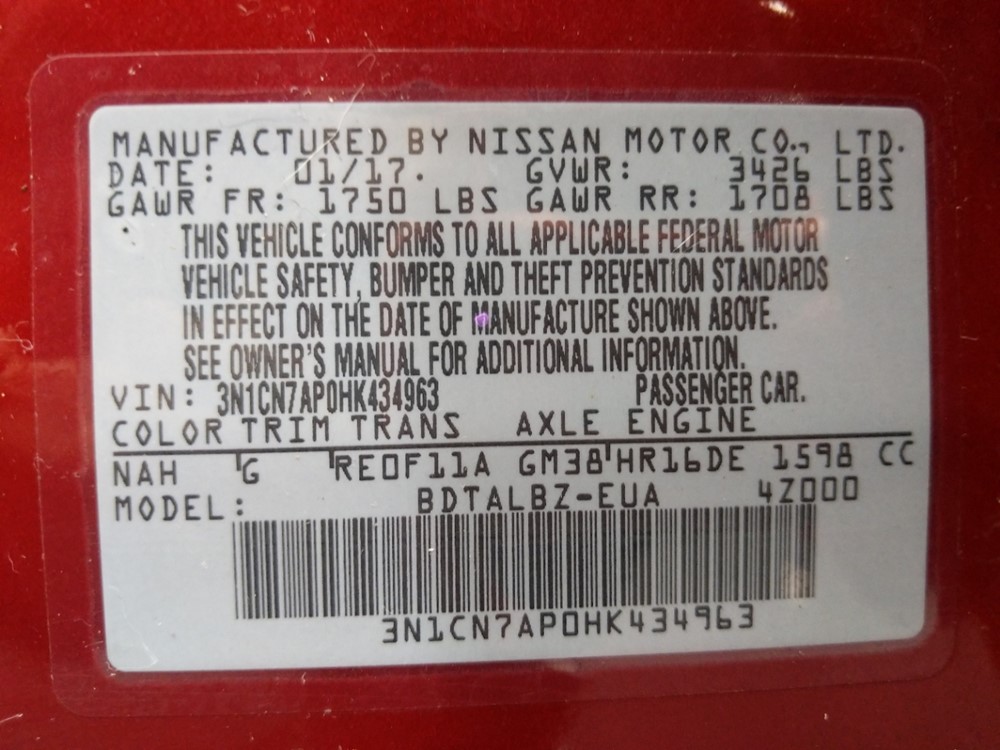 MANUFACTURED BY NISSAN MOTOR CO., LTD.
DATE: 01/17. GVWR: 3426 LBS
GAWR FR: 1750 LBS GAWR RR: 1708 LBS
THIS VEHICLE CONFORMS TO ALL APPLICABLE FEDERAL MOTOR
VEHICLE SAFETY, BUMPER AND THEFT PREVENTION STANDARDS
IN EFFECT ON THE DATE OF MANUFACTURE SHOWN ABOVE.
SEE OWNER'S MANUAL FOR ADDITIONAL INFORMATION.
VIN: 3N1CN7AP0HK434963 PASSENGER CAR.
COLOR TRIM TRANS AXLE ENGINE
NAH G RE0F11A GM38 HR16DE 1598 CC
MODEL: BDTALBZ-EUA 4Z000
3N1CN7AP0HK434963